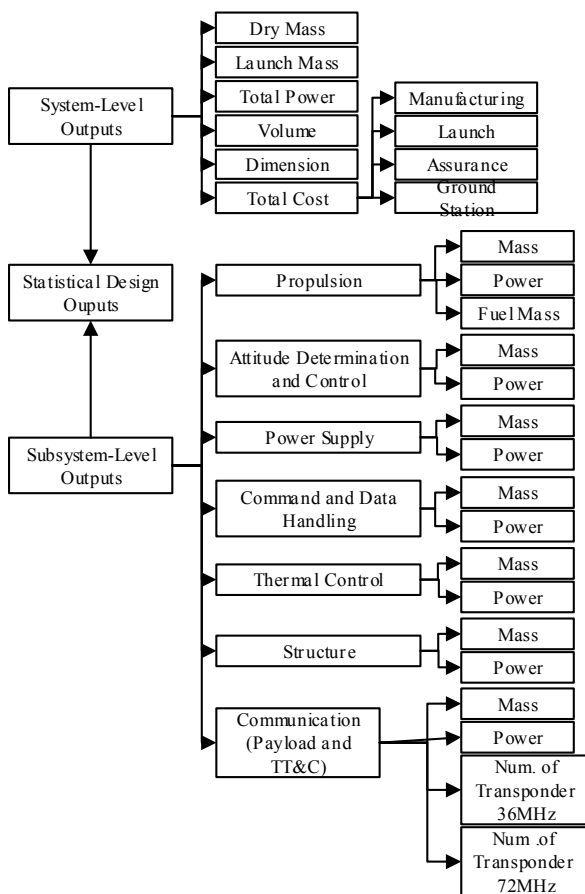 Dry Mass
Launch Mass
Total Power
Volume
Dimension
Total Cost
Manufacturing
Launch
Assurance
Ground
Station
System-Level
Outputs
Statistical Design
Ouputs
Subsystem-Level
Outputs
Propulsion
Mass
Power
Fuel Mass
Attitude Determination
and Control
Mass
Power
Power Supply
Mass
Power
Command and Data
Handling
Mass
Power
Thermal Control
Mass
Power
Structure
Mass
Power
Communication
(Payload and
TT&C)
Mass
Power
Num. of
Transponder
36MHz
Num .of
Transponder
72MHz